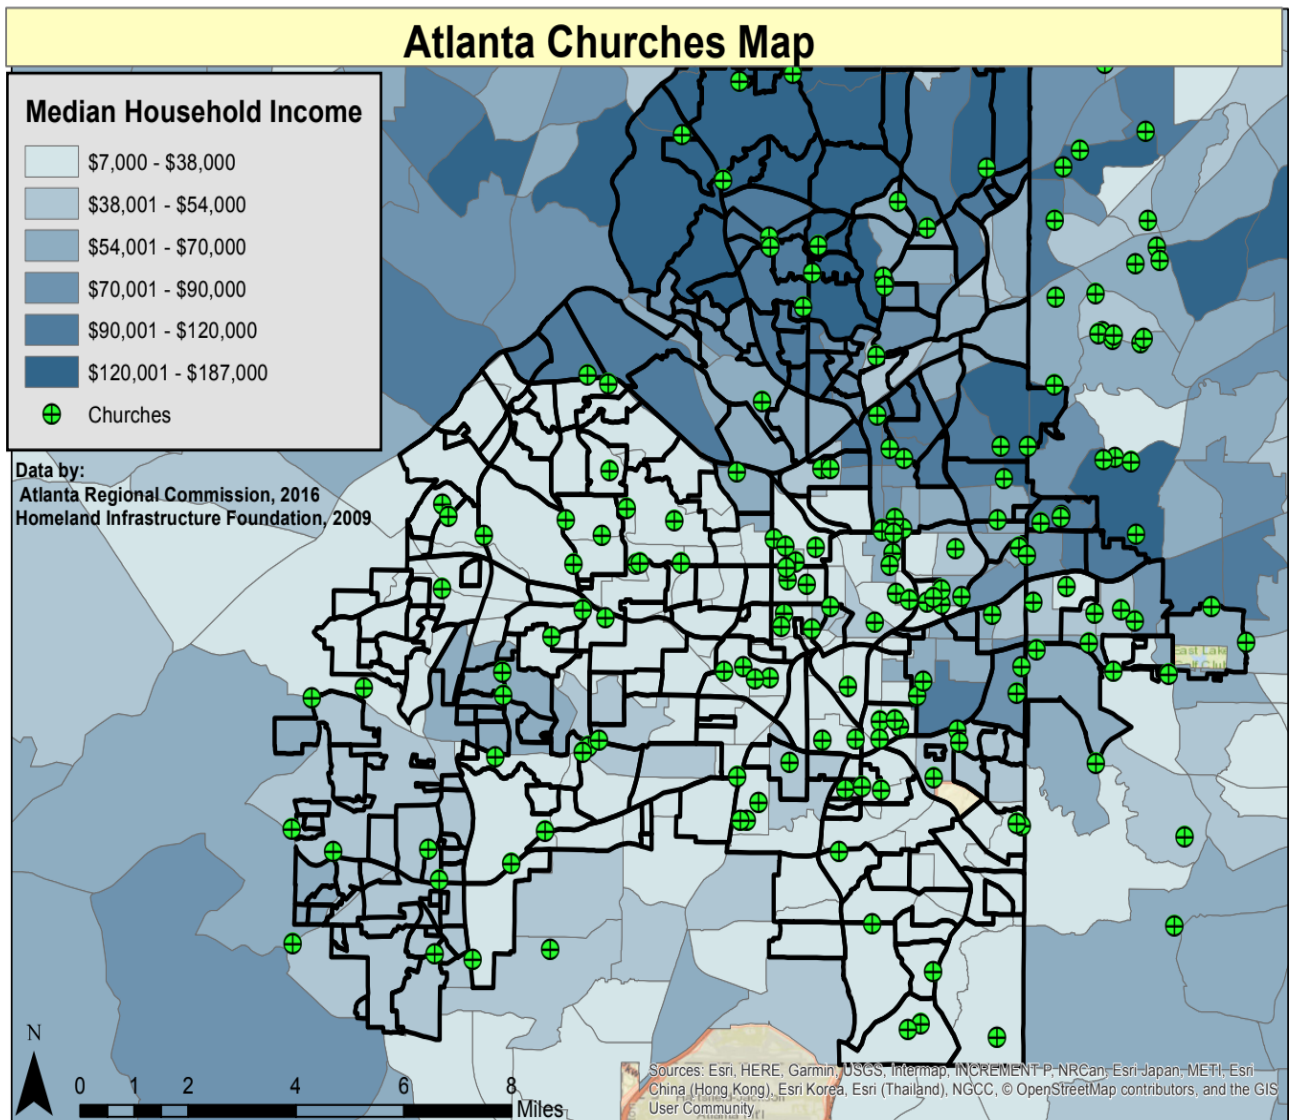 Atlanta Churches Map
Median Household Income
$7,000 - $38,000
$38,001 - $54,000
$54,001 - $70,000
$70,001 - $90,000
$90,001 - $120,000
$120,001 - $187,000
Churches
Data by:
Atlanta Regional Commission, 2016
Homeland Infrastructure Foundation, 2009
East Lake
N
0 1 2 4 6 8
Miles
Sources: Esri, HERE, Garmin, USGS, Intermap, INCREMENT P, NRCan, Esri Japan, METI, Esri
China (Hong Kong), Esri Korea, Esri (Thailand), NGCC, © OpenStreetMap contributors, and the GIS
User Community